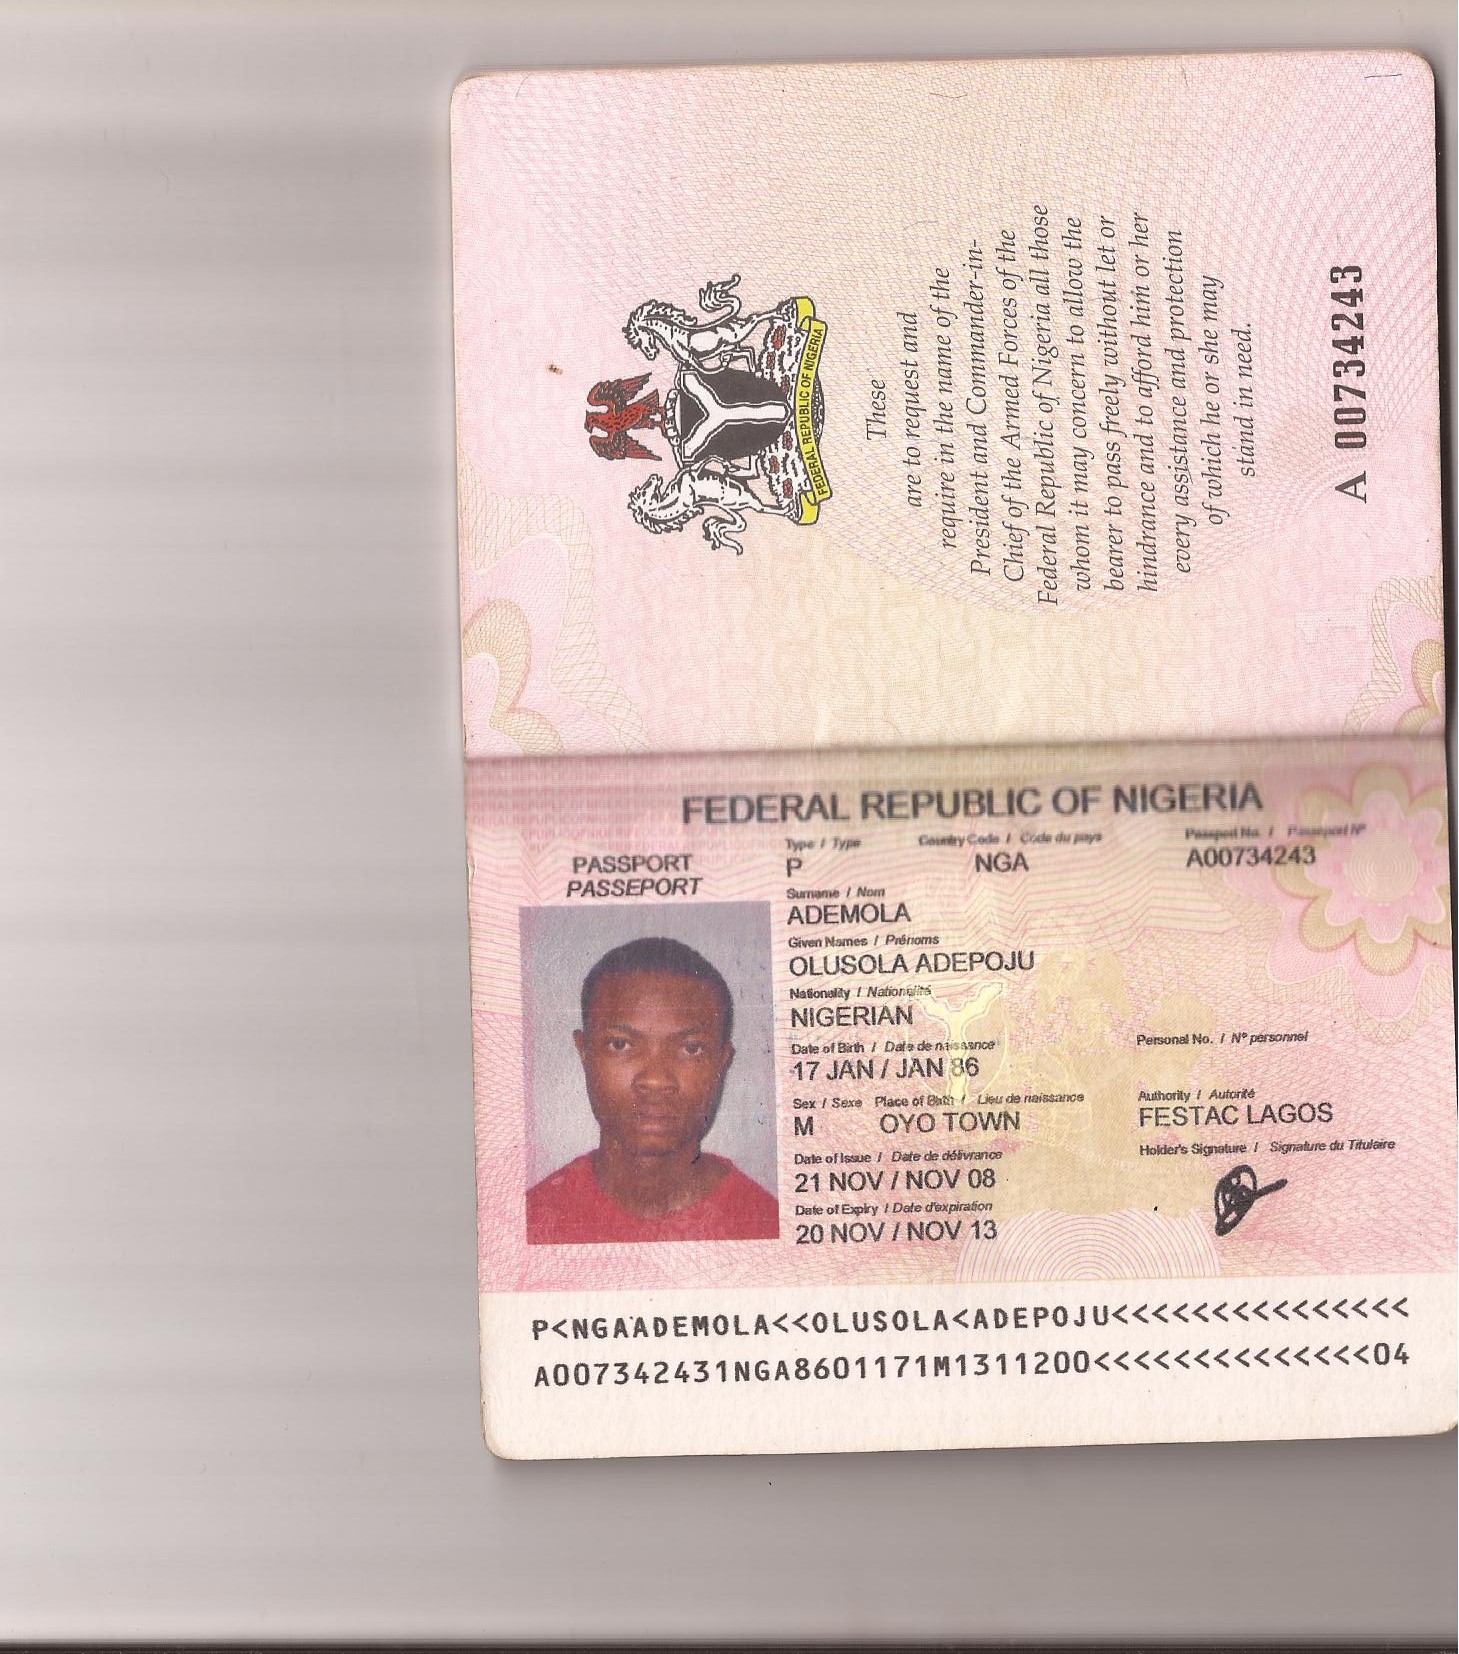 FEDERAL REPUBLIC OF NIGERIA
These
are to request and
require in the name of the
President and Commander-in-
Chief of the Armed Forces of the
Federal Republic of Nigeria all those
whom it may concern to allow the
bearer to pass freely without let or
hindrance and to afford him or her
every assistance and protection
of which he or she may
stand in need.
A 00734243
FEDERAL REPUBLIC OF NIGERIA
PASSPORT
PASSEPORT
Type / Type Country Code / Code du pays Passport No. / Passeport N°
P NGA A00734243
Surname / Nom
ADEMOLA
Given Names / Prénoms
OLUSOLA ADEPOJU
Nationality / Nationalité
NIGERIAN
Date of Birth / Date de naissance Personal No. / N° personnel
17 JAN / JAN 86
Sex / Sexe Place of Birth / Lieu de naissance Authority / Autorité
M OYO TOWN FESTAC LAGOS
Date of Issue / Date de délivrance Holder's Signature / Signature du Titulaire
21 NOV / NOV 08
Date of Expiry / Date d'expiration
20 NOV / NOV 13
P<NGAADEMOLA<<OLUSOLA<ADEPOJU<<<<<<<<<<<<<<<
A007342431NGA8601171M1311200<<<<<<<<<<<<<<04